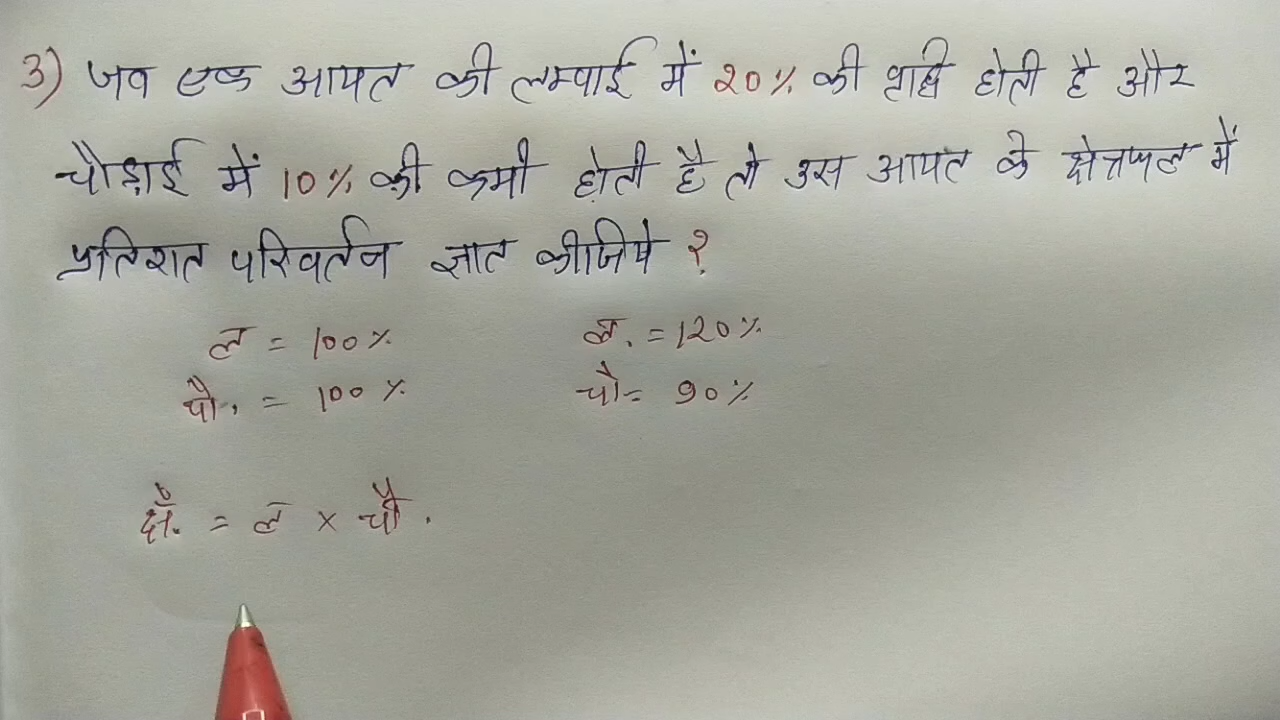 3) जब एक आयत की लम्बाई में 20% की वृद्धि होती है और
चौड़ाई में 10% की कमी होती है तो उस आयत के क्षेत्रफल में
प्रतिशत परिवर्तन ज्ञात कीजिये ?
ल = 100% ल. = 120%
चौ. = 100% चौ = 90%
क्षे. = ल × चौ.